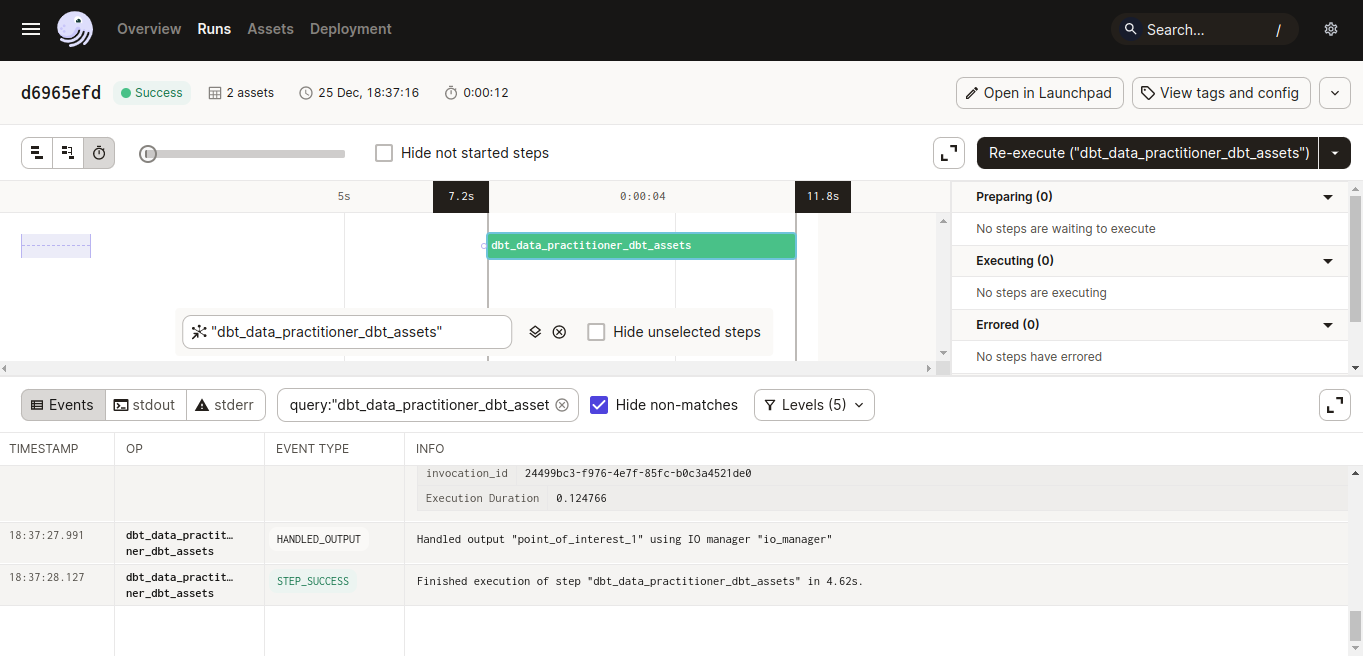 Overview Runs Assets Deployment Search... /
d6965efd Success 2 assets 25 Dec, 18:37:16 0:00:12 Open in Launchpad View tags and config
Hide not started steps Re-execute ("dbt_data_practitioner_dbt_assets")
5s 7.2s 0:00:04 11.8s
dbt_data_practitioner_dbt_assets
"dbt_data_practitioner_dbt_assets" Hide unselected steps
Preparing (0)
No steps are waiting to execute
Executing (0)
No steps are executing
Errored (0)
No steps have errored
Events stdout stderr query:"dbt_data_practitioner_dbt_asset Hide non-matches Levels (5)
TIMESTAMP OP EVENT TYPE INFO
invocation_id 24499bc3-f976-4e7f-85fc-b0c3a4521de0
Execution Duration 0.124766
18:37:27.991 dbt_data_practit… HANDLED_OUTPUT Handled output "point_of_interest_1" using IO manager "io_manager"
ner_dbt_assets
18:37:28.127 dbt_data_practit… STEP_SUCCESS Finished execution of step "dbt_data_practitioner_dbt_assets" in 4.62s.
ner_dbt_assets